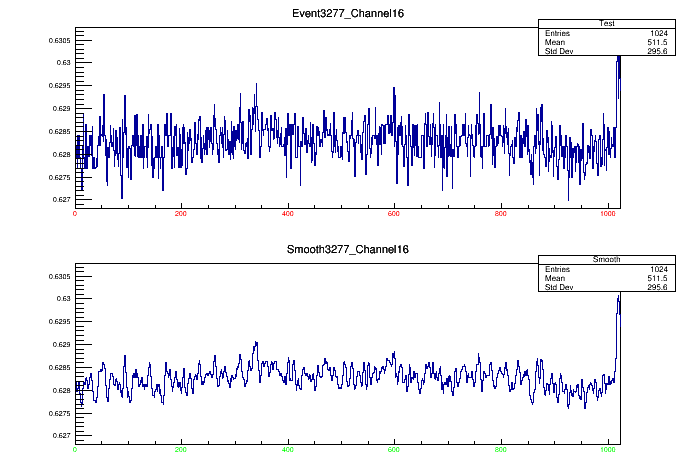 Event3277_Channel16
Test
Entries 1024
Mean 511.5
Std Dev 295.6
0.6305
0.63
0.6295
0.629
0.6285
0.628
0.6275
0.627
0 200 400 600 800 1000
Smooth3277_Channel16
Smooth
Entries 1024
Mean 511.5
Std Dev 295.6
0.6305
0.63
0.6295
0.629
0.6285
0.628
0.6275
0.627
0 200 400 600 800 1000